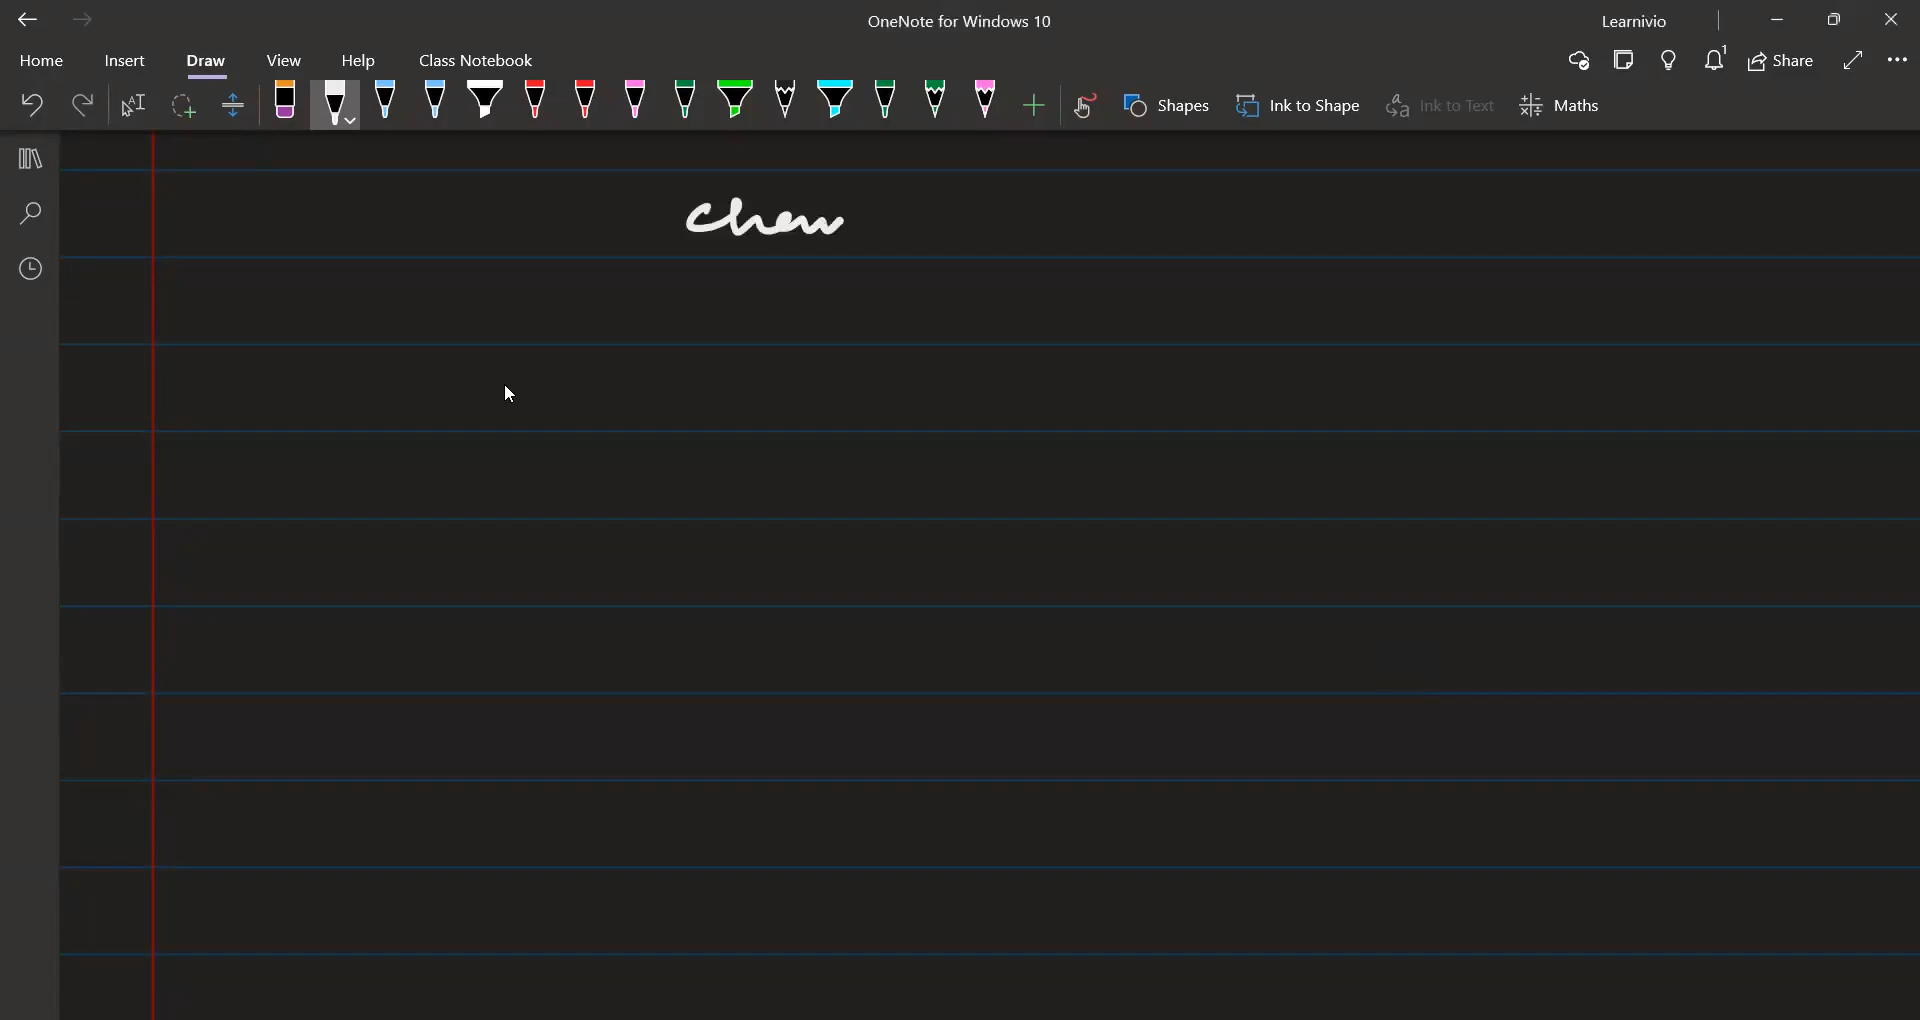 OneNote for Windows 10
Learnivio
Home Insert Draw View Help Class Notebook
1
Share
Shapes Ink to Shape Ink to Text Maths
chew